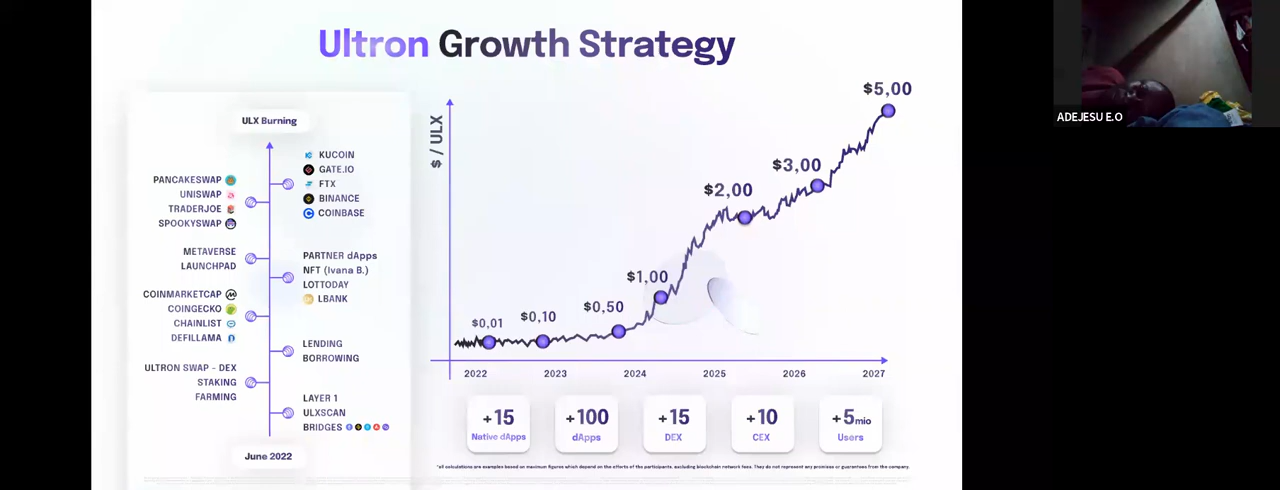 Ultron Growth Strategy
ULX Burning
KUCOIN
GATE.IO
FTX
BINANCE
COINBASE
PANCAKESWAP
UNISWAP
TRADERJOE
SPOOKYSWAP
METAVERSE
LAUNCHPAD
PARTNER dApps
NFT (Ivana B.)
LOTTODAY
LBANK
COINMARKETCAP
COINGECKO
CHAINLIST
DEFILLAMA
LENDING
BORROWING
ULTRON SWAP - DEX
STAKING
FARMING
LAYER 1
ULXSCAN
BRIDGES
June 2022
$ / ULX
$0,01
$0,10
$0,50
$1,00
$2,00
$3,00
$5,00
2022 2023 2024 2025 2026 2027
+15
Native dApps
+100
dApps
+15
DEX
+10
CEX
+5mio
Users
*all calculations are examples based on maximum figures which depend on the efforts of the participants, excluding blockchain network fees. They do not represent any promises or guarantees from the company.
ADEJESU E.O